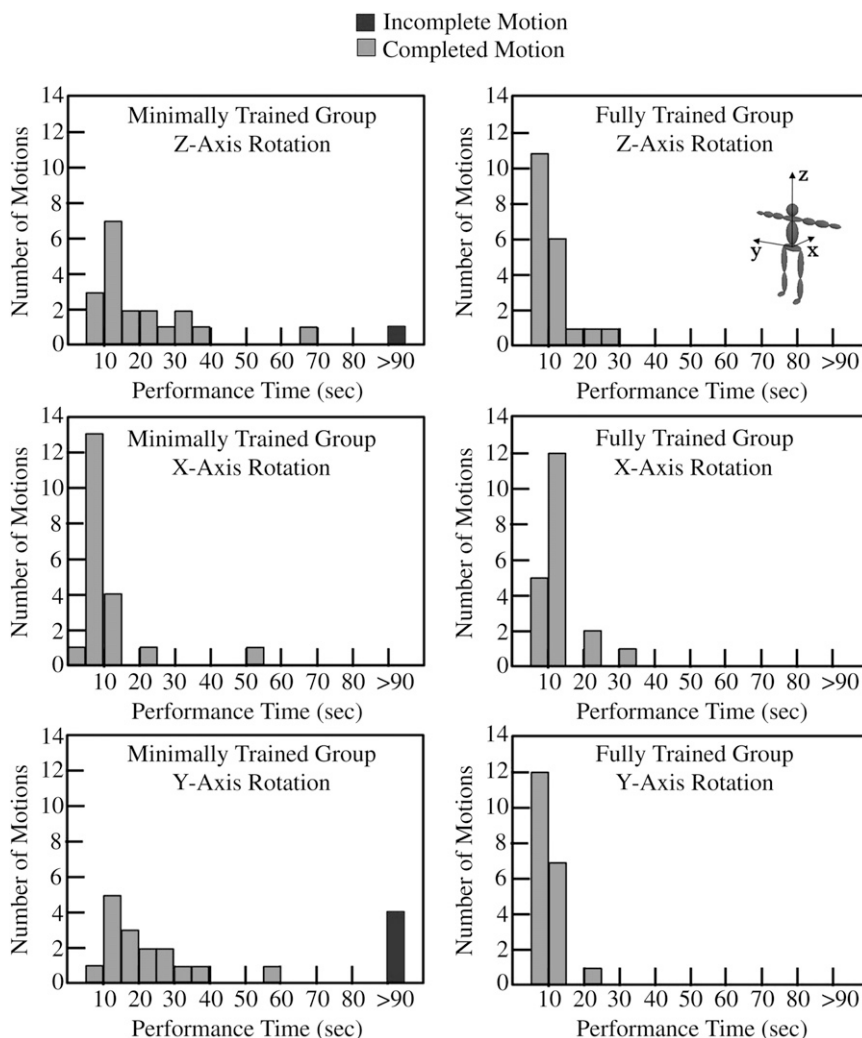 Incomplete Motion
Completed Motion
Minimally Trained Group
Z-Axis Rotation
Number of Motions
14
12
10
8
6
4
2
0
10 20 30 40 50 60 70 80 >90
Performance Time (sec)
Fully Trained Group
Z-Axis Rotation
z
y
x
Number of Motions
14
12
10
8
6
4
2
0
10 20 30 40 50 60 70 80 >90
Performance Time (sec)
Minimally Trained Group
X-Axis Rotation
Number of Motions
14
12
10
8
6
4
2
0
10 20 30 40 50 60 70 80 >90
Performance Time (sec)
Fully Trained Group
X-Axis Rotation
Number of Motions
14
12
10
8
6
4
2
0
10 20 30 40 50 60 70 80 >90
Performance Time (sec)
Minimally Trained Group
Y-Axis Rotation
Number of Motions
14
12
10
8
6
4
2
0
10 20 30 40 50 60 70 80 >90
Performance Time (sec)
Fully Trained Group
Y-Axis Rotation
Number of Motions
14
12
10
8
6
4
2
0
10 20 30 40 50 60 70 80 >90
Performance Time (sec)